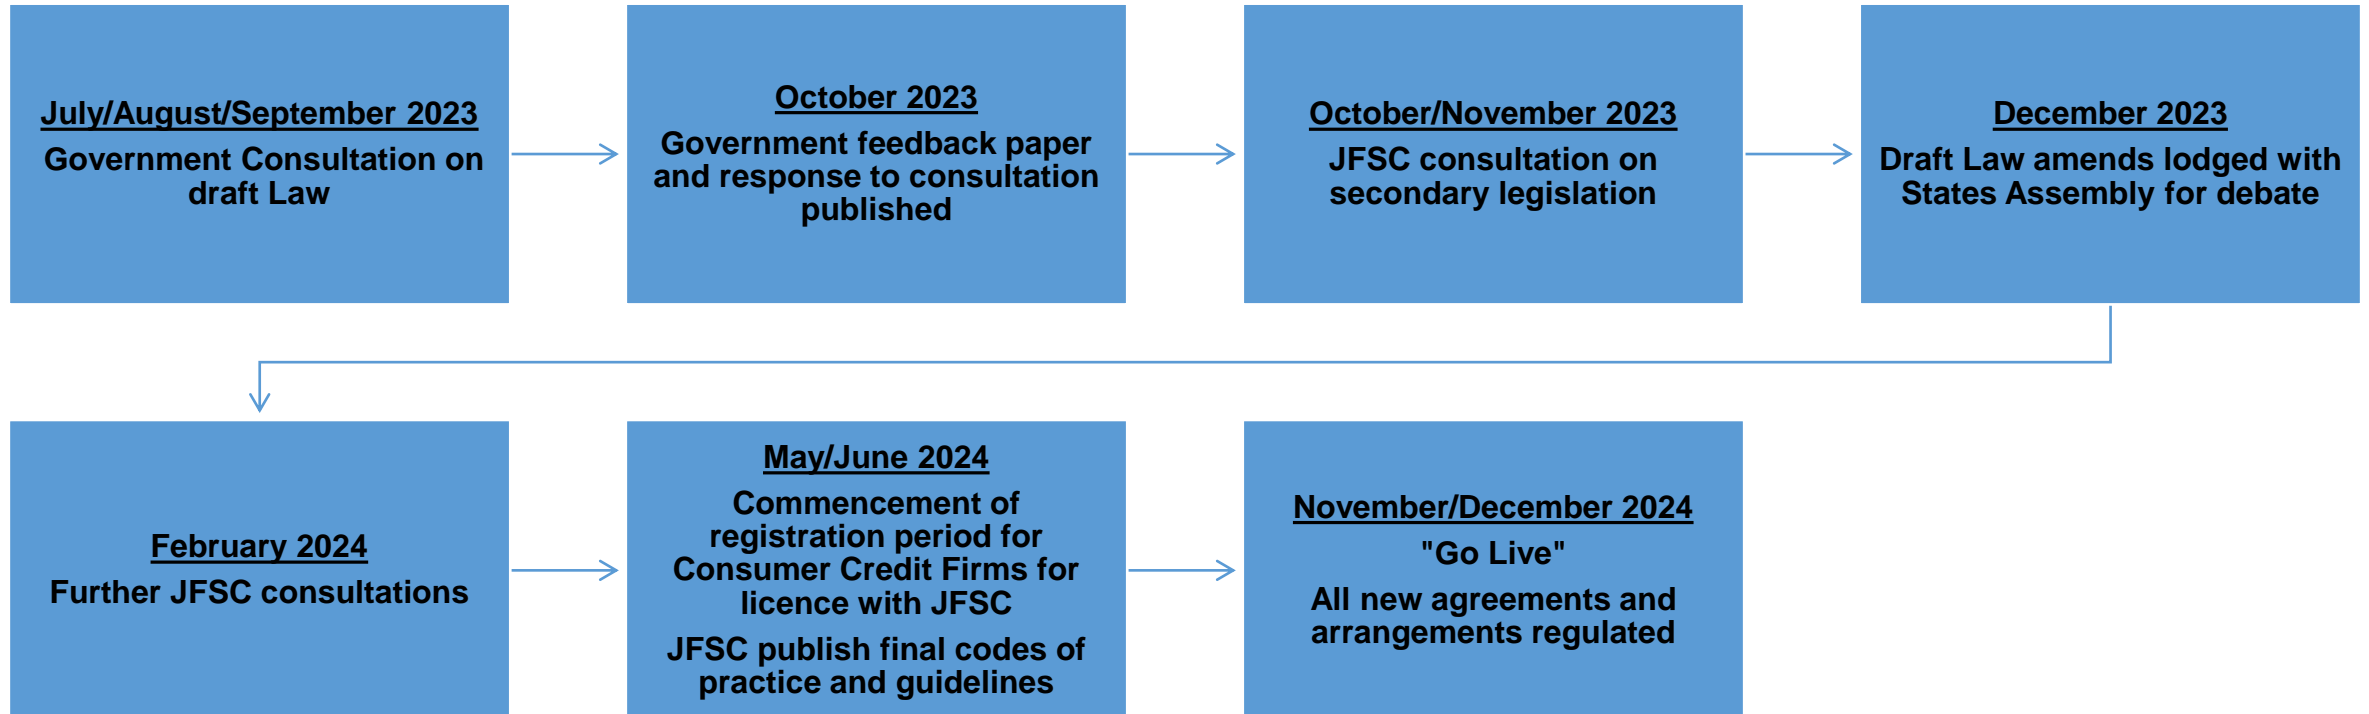 July/August/September 2023
Government Consultation on
draft Law
October 2023
Government feedback paper
and response to consultation
published
October/November 2023
JFSC consultation on
secondary legislation
December 2023
Draft Law amends lodged with
States Assembly for debate
February 2024
Further JFSC consultations
May/June 2024
Commencement of
registration period for
Consumer Credit Firms for
licence with JFSC
JFSC publish final codes of
practice and guidelines
November/December 2024
"Go Live"
All new agreements and
arrangements regulated